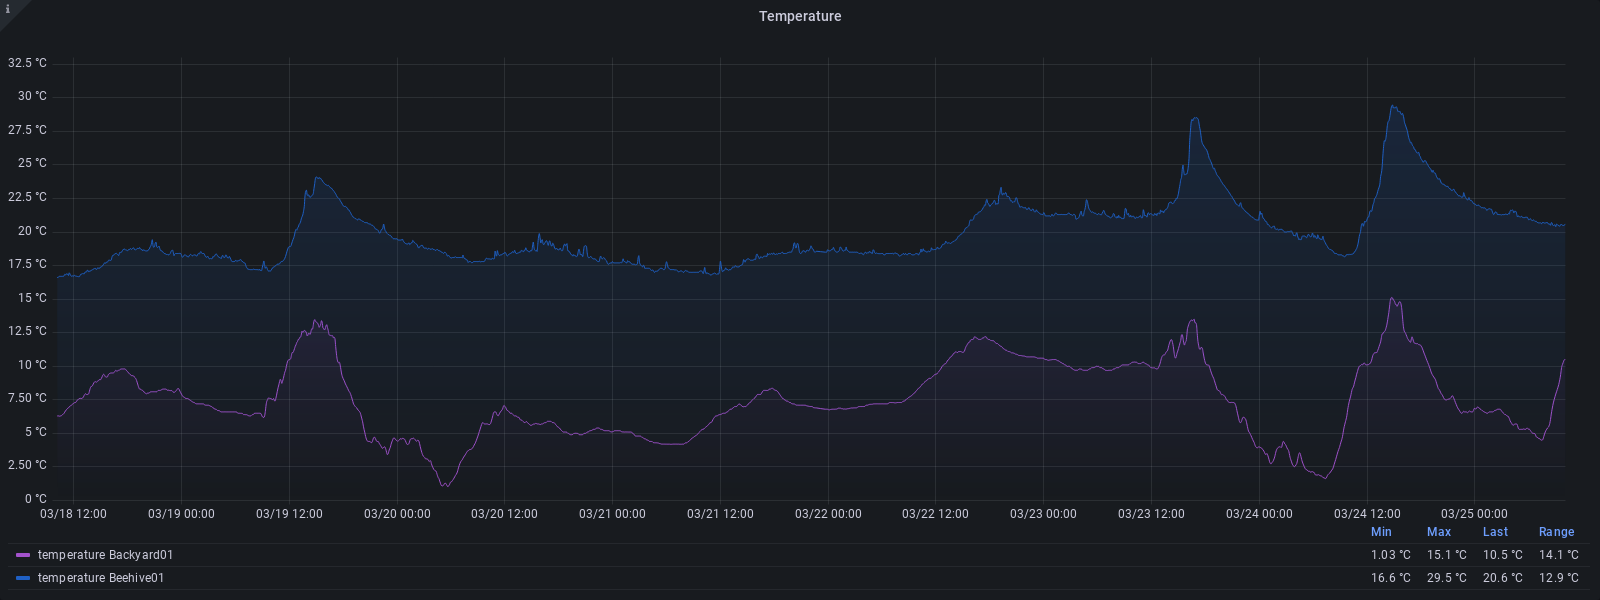 i
Temperature
32.5 °C
30 °C
27.5 °C
25 °C
22.5 °C
20 °C
17.5 °C
15 °C
12.5 °C
10 °C
7.50 °C
5 °C
2.50 °C
0 °C
03/18 12:00 03/19 00:00 03/19 12:00 03/20 00:00 03/20 12:00 03/21 00:00 03/21 12:00 03/22 00:00 03/22 12:00 03/23 00:00 03/23 12:00 03/24 00:00 03/24 12:00 03/25 00:00
Min Max Last Range
temperature Backyard01 1.03 °C 15.1 °C 10.5 °C 14.1 °C
temperature Beehive01 16.6 °C 29.5 °C 20.6 °C 12.9 °C